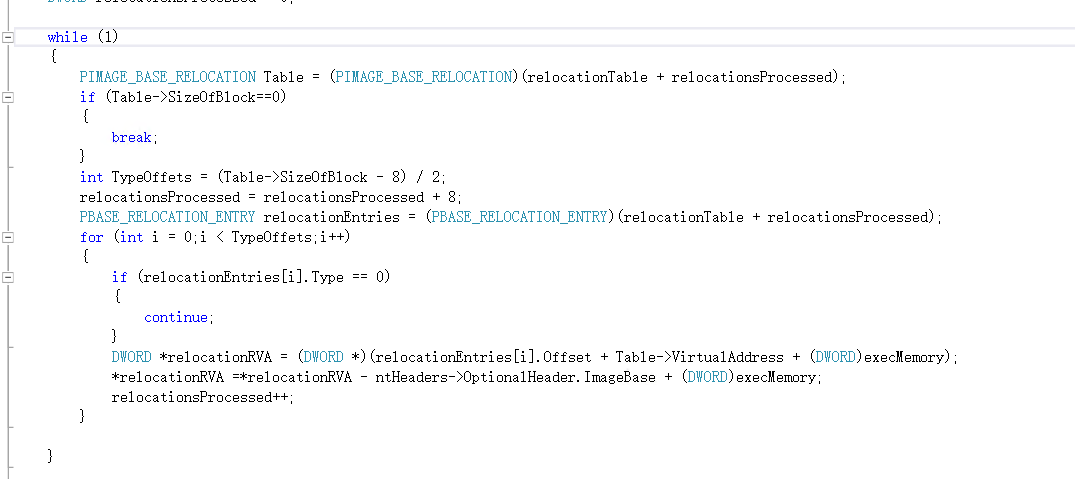 while (1)
{
PIMAGE_BASE_RELOCATION Table = (PIMAGE_BASE_RELOCATION)(relocationTable + relocationsProcessed);
if (Table->SizeOfBlock==0)
{
break;
}
int TypeOffets = (Table->SizeOfBlock - 8) / 2;
relocationsProcessed = relocationsProcessed + 8;
PBASE_RELOCATION_ENTRY relocationEntries = (PBASE_RELOCATION_ENTRY)(relocationTable + relocationsProcessed);
for (int i = 0;i < TypeOffets;i++)
{
if (relocationEntries[i].Type == 0)
{
continue;
}
DWORD *relocationRVA = (DWORD *)(relocationEntries[i].Offset + Table->VirtualAddress + (DWORD)execMemory);
*relocationRVA =*relocationRVA - ntHeaders->OptionalHeader.ImageBase + (DWORD)execMemory;
relocationsProcessed++;
}
}